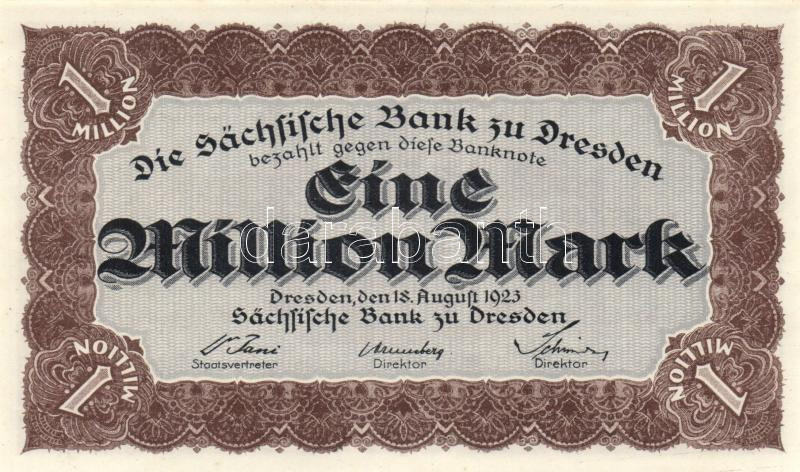 1 MILLION
1 MILLION
Die Sächsische Bank zu Dresden
bezahlt gegen diese Banknote
Eine
Million Mark
darabanth
Dresden, den 18. August 1923
Sächsische Bank zu Dresden
Staatsvertreter Direktor Direktor
1 MILLION
1 MILLION